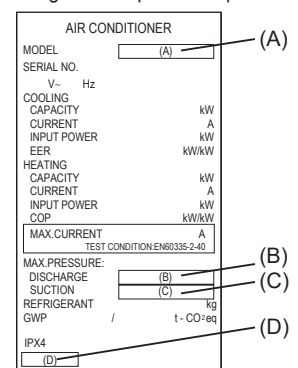 AIR CONDITIONER
MODEL (A) (A)
SERIAL NO.
V~ Hz
COOLING
CAPACITY kW
CURRENT A
INPUT POWER kW
EER kW/kW
HEATING
CAPACITY kW
CURRENT A
INPUT POWER kW
COP kW/kW
MAX.CURRENT A
TEST CONDITION:EN60335-2-40
MAX.PRESSURE:
DISCHARGE (B) (B)
SUCTION (C) (C)
REFRIGERANT kg
GWP / t - CO2eq
IPX4
(D) (D)